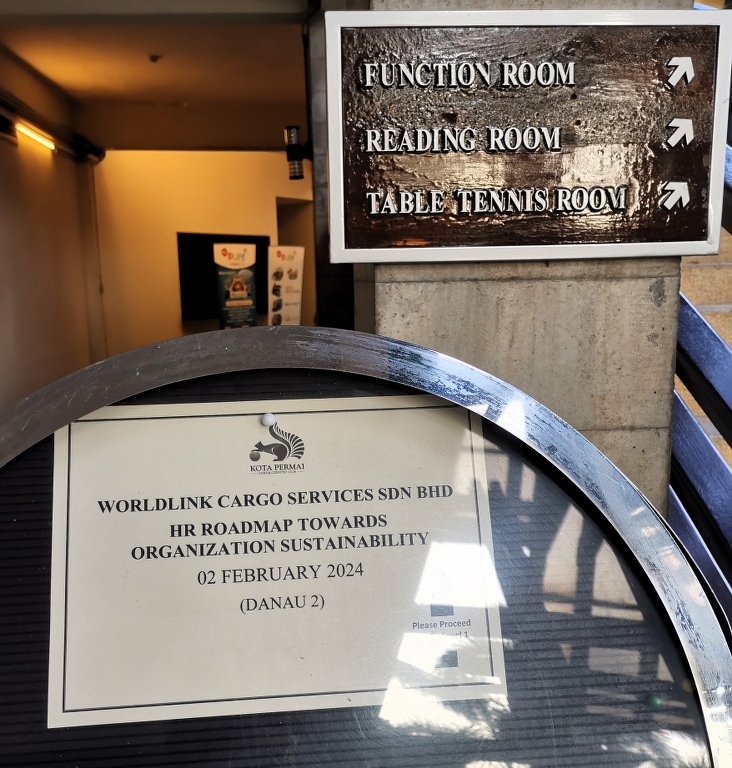 FUNCTION ROOM
READING ROOM
TABLE TENNIS ROOM
KOTA PERMAI
WORLDLINK CARGO SERVICES SDN BHD
HR ROADMAP TOWARDS
ORGANIZATION SUSTAINABILITY
02 FEBRUARY 2024
(DANAU 2)
Please Proceed
1